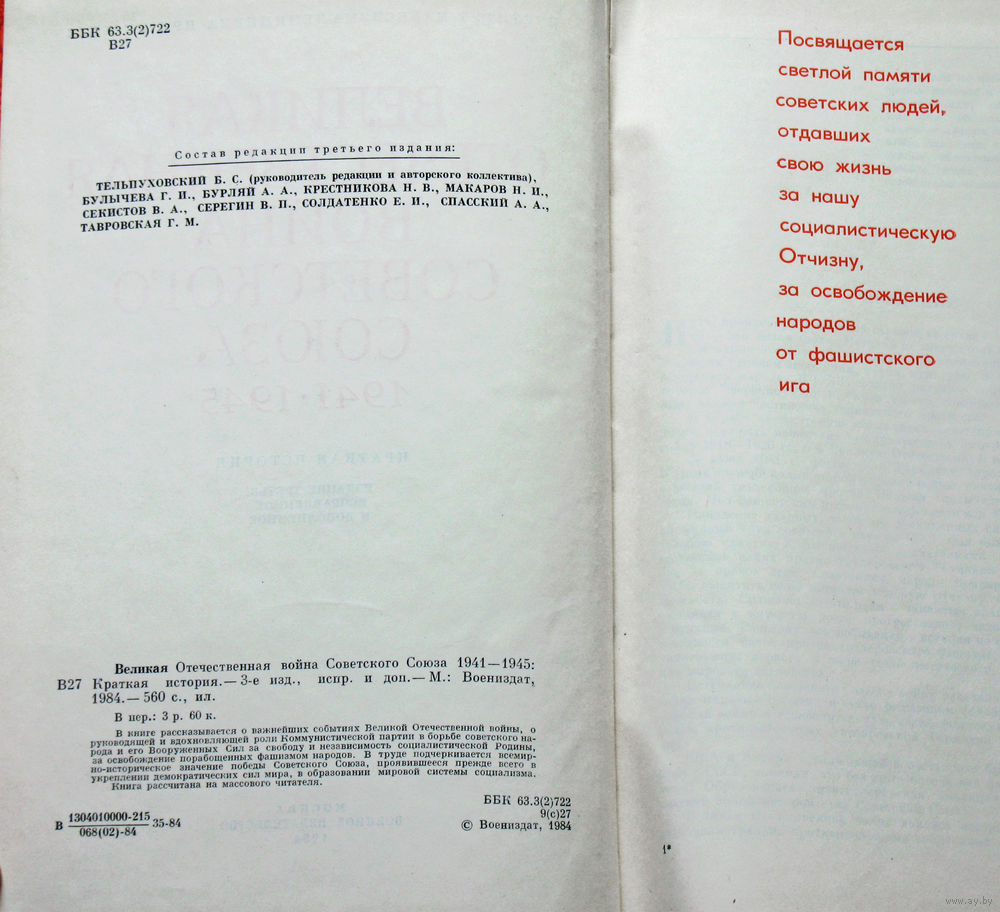 ББК 63.3(2)722
В27
Состав редакции третьего издания:
ТЕЛЬПУХОВСКИЙ Б. С. (руководитель редакции и авторского коллектива),
БУЛЫЧЕВА Г. И., БУРЛЯЙ А. А., КРЕСТНИКОВА Н. В., МАКАРОВ Н. И.,
СЕКИСТОВ В. А., СЕРЕГИН В. П., СОЛДАТЕНКО Е. И., СПАССКИЙ А. А.,
ТАВРОВСКАЯ Г. М.
Великая Отечественная война Советского Союза 1941—1945:
В27 Краткая история.— 3-е изд., испр. и доп.— М.: Воениздат,
1984.— 560 с., ил.
В пер.: 3 р. 60 к.
В книге рассказывается о важнейших событиях Великой Отечественной войны, о
руководящей и вдохновляющей роли Коммунистической партии в борьбе советского на-
рода и его Вооруженных Сил за свободу и независимость социалистической Родины,
за освобождение порабощенных фашизмом народов. В труде подчеркивается всемир-
но-историческое значение победы Советского Союза, проявившееся прежде всего в
укреплении демократических сил мира, в образовании мировой системы социализма.
Книга рассчитана на массового читателя.
В 1304010000-215
068(02)-84 35-84
ББК 63.3(2)722
9(с)27
© Воениздат, 1984
Посвящается
светлой памяти
советских людей,
отдавших
свою жизнь
за нашу
социалистическую
Отчизну,
за освобождение
народов
от фашистского
ига
1*
www.ay.by